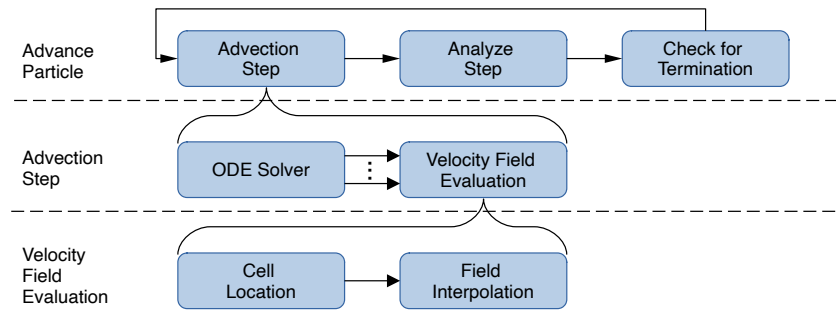 Advance
Particle
Advection
Step
Analyze
Step
Check for
Termination
Advection
Step
ODE Solver
Velocity Field
Evaluation
Velocity
Field
Evaluation
Cell
Location
Field
Interpolation